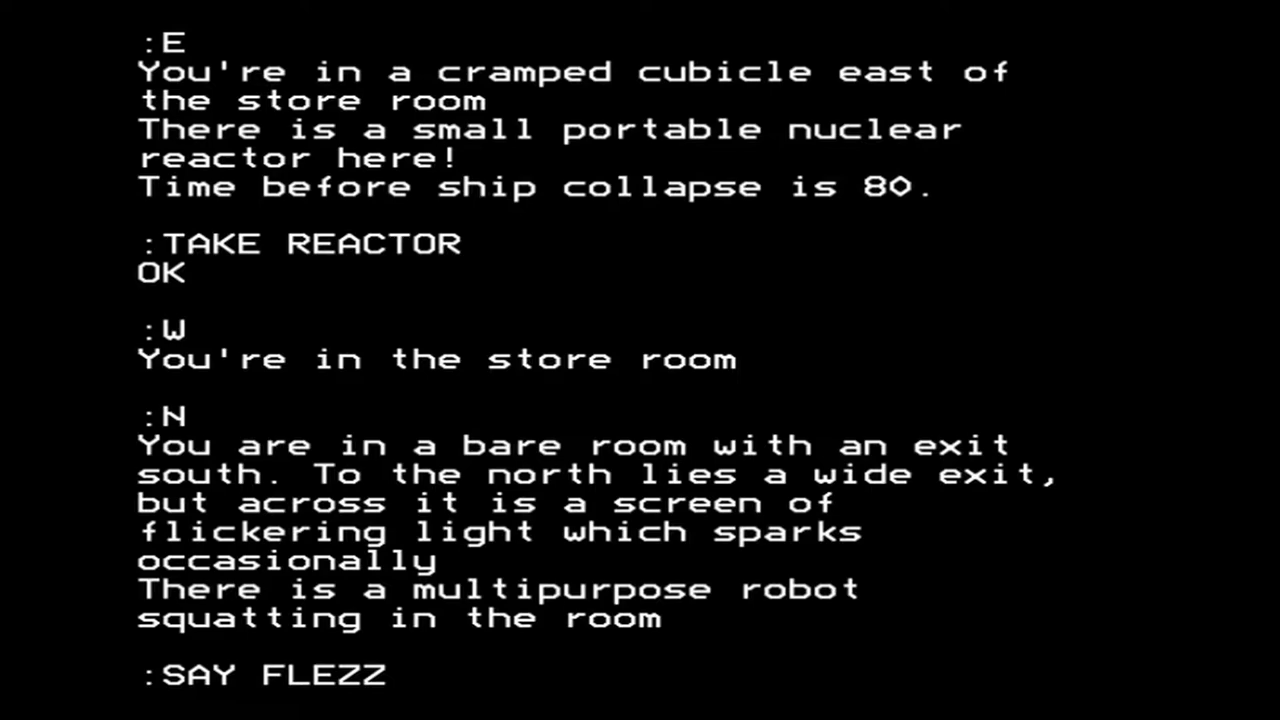 :E
You're in a cramped cubicle east of
the store room
There is a small portable nuclear
reactor here!
Time before ship collapse is 80.
:TAKE REACTOR
OK
:W
You're in the store room
:N
You are in a bare room with an exit
south. To the north lies a wide exit,
but across it is a screen of
flickering light which sparks
occasionally
There is a multipurpose robot
squatting in the room
:SAY FLEZZ